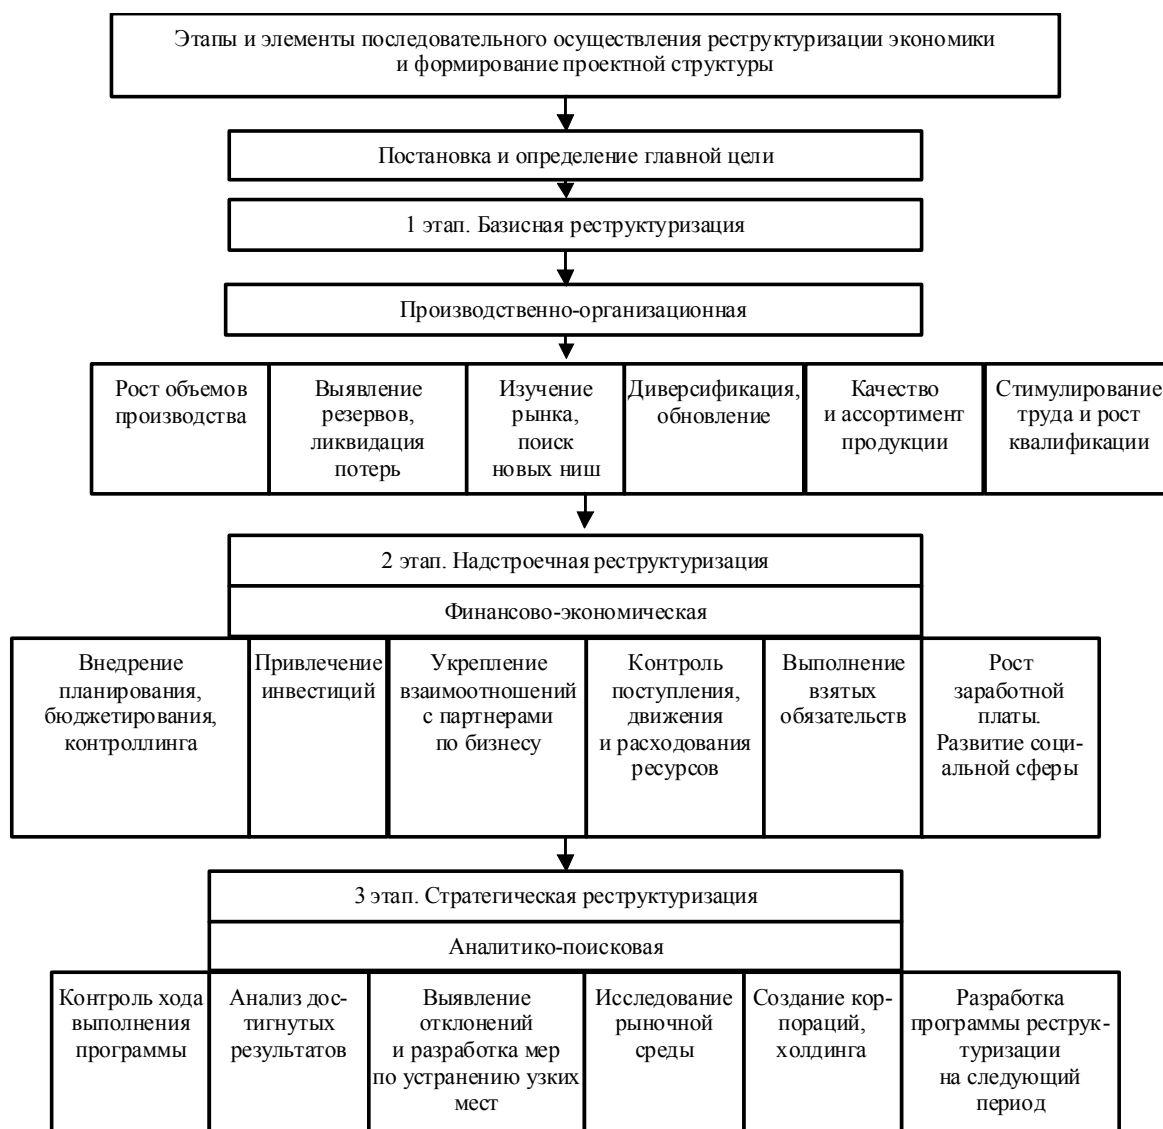 Этапы и элементы последовательного осуществления реструктуризации экономики
и формирование проектной структуры
Постановка и определение главной цели
1 этап. Базисная реструктуризация
Производственно-организационная
Рост объемов
производства
Выявление
резервов,
ликвидация
потерь
Изучение
рынка,
поиск
новых ниш
Диверсификация,
обновление
Качество
и ассортимент
продукции
Стимулирование
труда и рост
квалификации
2 этап. Надстроечная реструктуризация
Финансово-экономическая
Внедрение
планирования,
бюджетирования,
контроллинга
Привлечение
инвестиций
Укрепление
взаимоотношений
с партнерами
по бизнесу
Контроль
поступления,
движения
и расходования
ресурсов
Выполнение
взятых
обязательств
Рост
заработной
платы.
Развитие соци-
альной сферы
3 этап. Стратегическая реструктуризация
Аналитико-поисковая
Контроль хода
выполнения
программы
Анализ дос-
тигнутых
результатов
Выявление
отклонений
и разработка мер
по устранению узких
мест
Исследование
рыночной
среды
Создание кор-
пораций,
холдинга
Разработка
программы реструк-
туризации
на следующий
период